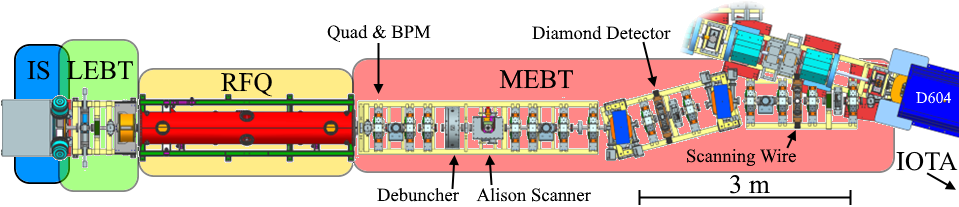 IS
LEBT
RFQ
Quad & BPM
MEBT
Diamond Detector
D604
Debuncher
Alison Scanner
Scanning Wire
IOTA
3 m